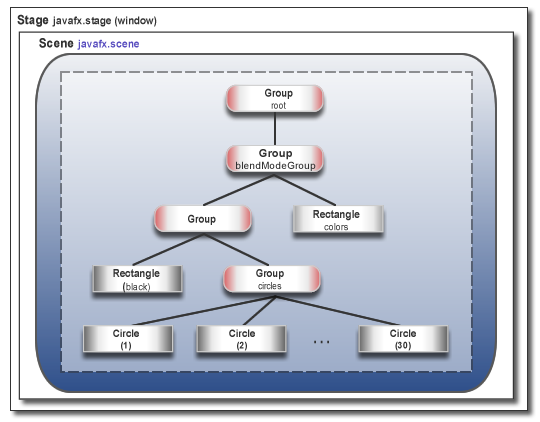 Stage javafx.stage (window)
Scene javafx.scene
Group
root
Group
blendModeGroup
Group
Rectangle
colors
Rectangle
(black)
Group
circles
Circle
(1)
Circle
(2)
...
Circle
(30)